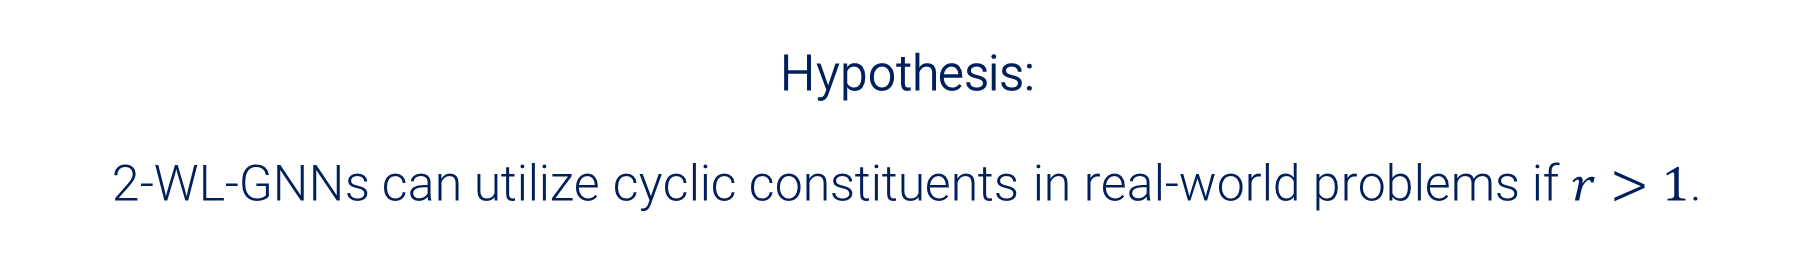 Hypothesis:
2-WL-GNNs can utilize cyclic constituents in real-world problems if r > 1.